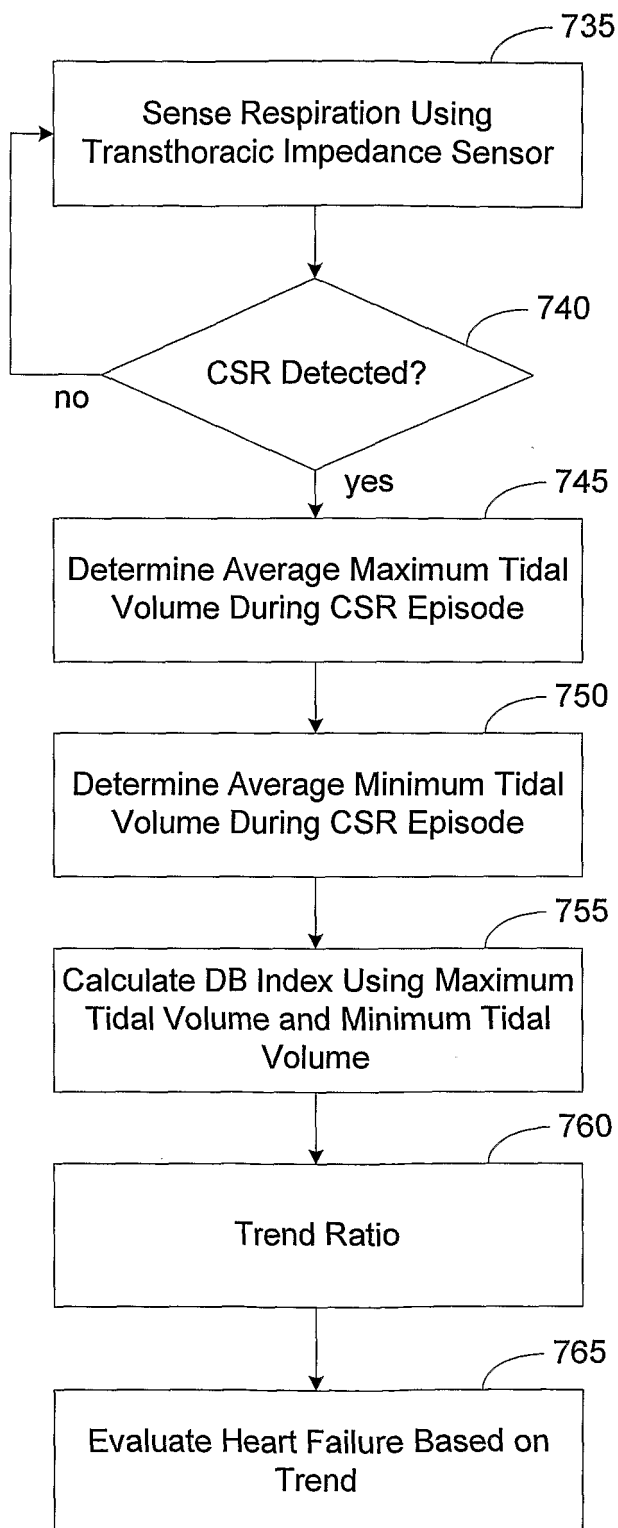 735
Sense Respiration Using
Transthoracic Impedance Sensor
740
CSR Detected?
no
yes
745
Determine Average Maximum Tidal
Volume During CSR Episode
750
Determine Average Minimum Tidal
Volume During CSR Episode
755
Calculate DB Index Using Maximum
Tidal Volume and Minimum Tidal
Volume
760
Trend Ratio
765
Evaluate Heart Failure Based on
Trend